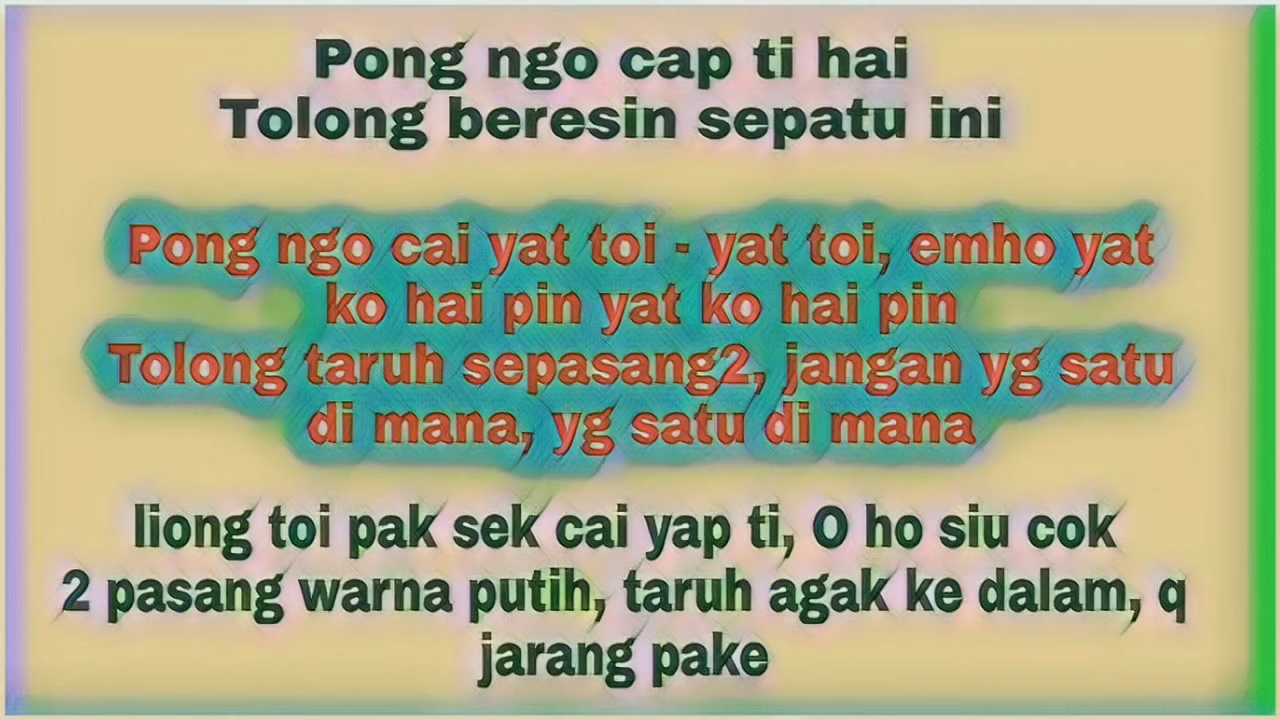 Pong ngo cap ti hai
Tolong beresin sepatu ini
Pong ngo cai yat toi - yat toi, emho yat
ko hai pin yat ko hai pin
Tolong taruh sepasang2, jangan yg satu
di mana, yg satu di mana
liong toi pak sek cai yap ti, O ho siu cok
2 pasang warna putih, taruh agak ke dalam, q
jarang pake